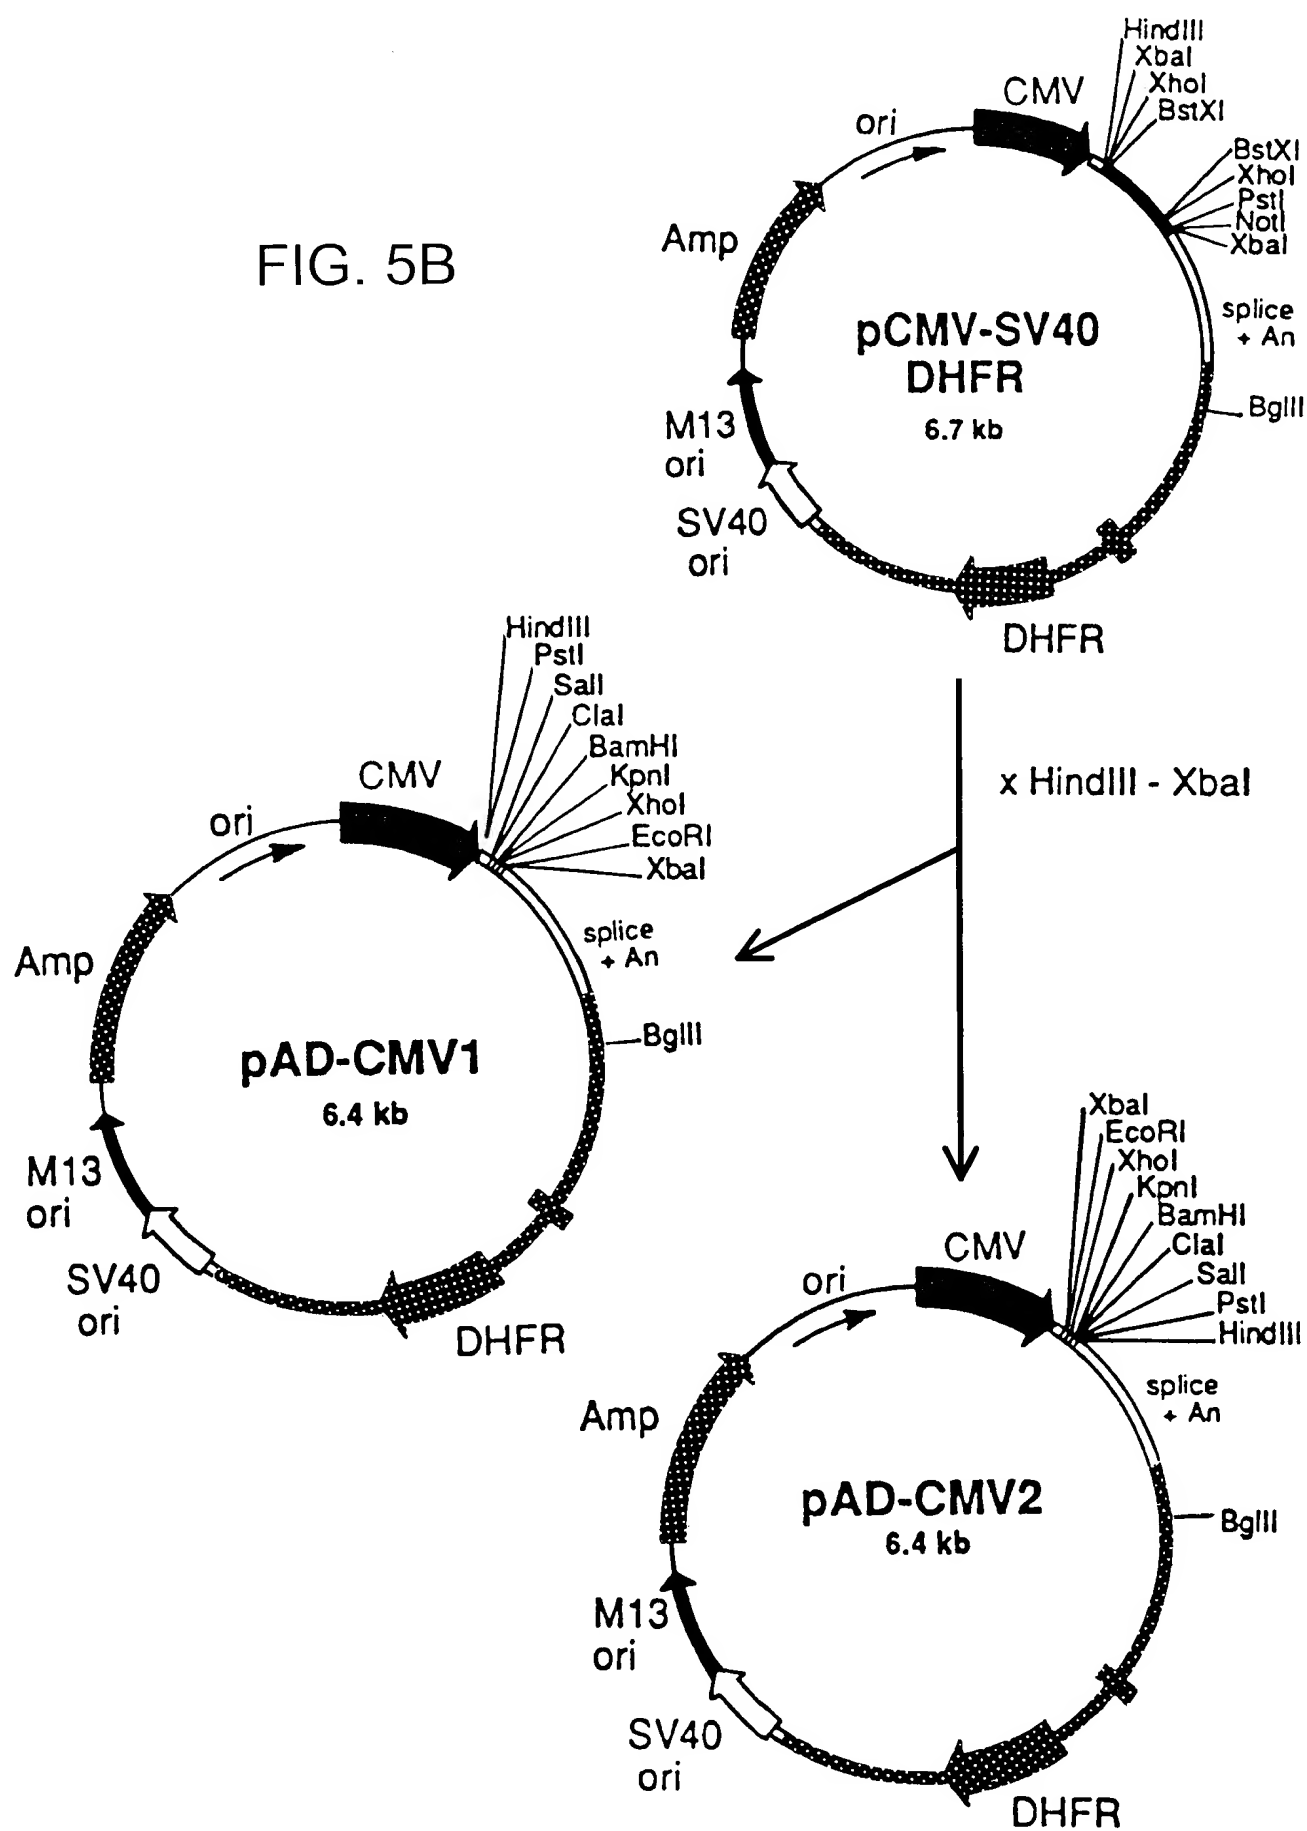 FIG. 5B
HindIII
XbaI
XhoI
BstXI
CMV
ori
BstXI
XhoI
PstI
NotI
XbaI
Amp
splice
+ An
pCMV-SV40
DHFR
6.7 kb
BglII
M13
ori
SV40
ori
DHFR
x HindIII - XbaI
HindIII
PstI
SalI
ClaI
BamHI
KpnI
XhoI
EcoRI
XbaI
CMV
ori
Amp
splice
+ An
BglII
pAD-CMV1
6.4 kb
M13
ori
SV40
ori
DHFR
XbaI
EcoRI
XhoI
KpnI
BamHI
ClaI
SalI
PstI
HindIII
CMV
ori
Amp
splice
+ An
pAD-CMV2
6.4 kb
BglII
M13
ori
SV40
ori
DHFR